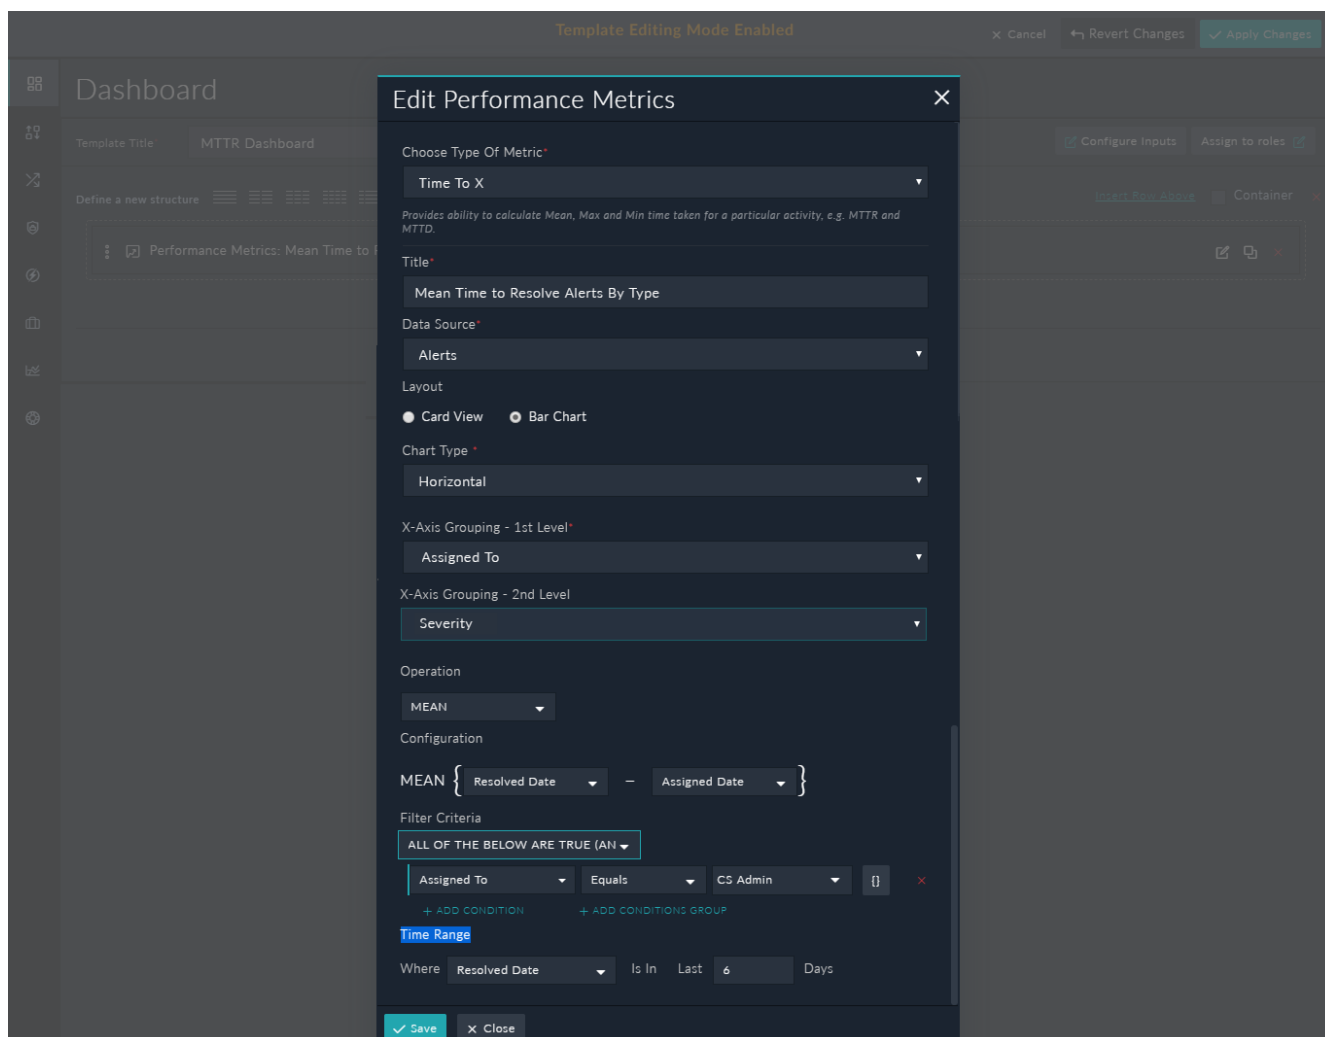 Template Editing Mode Enabled
Cancel
Revert Changes
Apply Changes
Dashboard
Template Title
MTTR Dashboard
Configure Inputs
Assign to roles
Define a new structure
Insert Row Above
Container
Performance Metrics: Mean Time to
Edit Performance Metrics
Choose Type Of Metric*
Time To X
Provides ability to calculate Mean, Max and Min time taken for a particular activity, e.g. MTTR and
MTTD.
Title*
Mean Time to Resolve Alerts By Type
Data Source*
Alerts
Layout
Card View
Bar Chart
Chart Type *
Horizontal
X-Axis Grouping - 1st Level*
Assigned To
X-Axis Grouping - 2nd Level
Severity
Operation
MEAN
Configuration
MEAN { Resolved Date – Assigned Date }
Filter Criteria
ALL OF THE BELOW ARE TRUE (AN
Assigned To Equals CS Admin {}
+ ADD CONDITION + ADD CONDITIONS GROUP
Time Range
Where Resolved Date Is In Last 6 Days
Save
Close